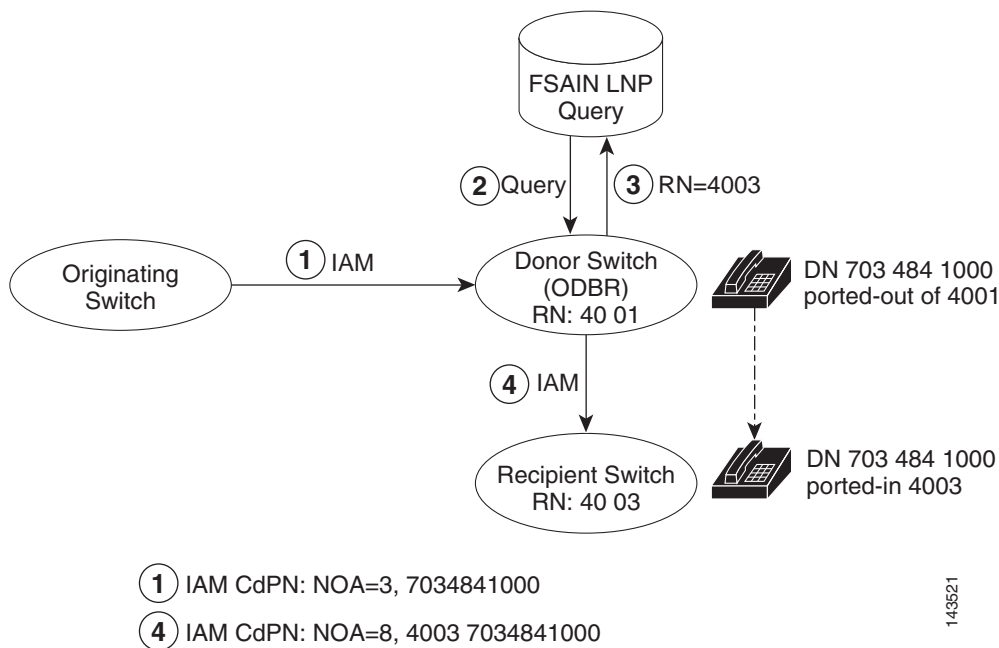 FSAIN LNP
Query
2 Query
3 RN=4003
1 IAM
Originating
Switch
Donor Switch
(ODBR)
RN: 40 01
DN 703 484 1000
ported-out of 4001
4 IAM
Recipient Switch
RN: 40 03
DN 703 484 1000
ported-in 4003
1 IAM CdPN: NOA=3, 7034841000
4 IAM CdPN: NOA=8, 4003 7034841000
143521